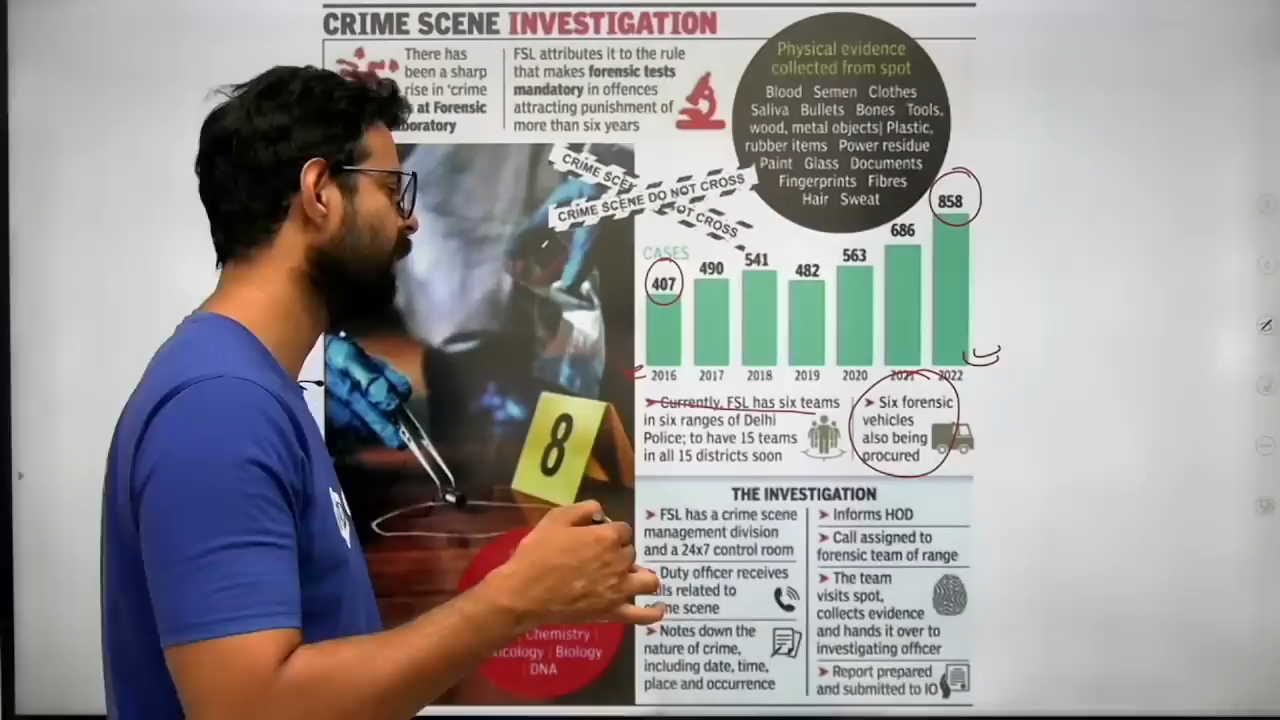 CRIME SCENE INVESTIGATION
There has
been a sharp
rise in 'crime
at Forensic
FSL attributes it to the rule
that makes forensic tests
mandatory in offences
attracting punishment of
more than six years
Physical evidence
collected from spot
Blood Semen Clothes
Saliva Bullets Bones Tools,
wood, metal objects| Plastic,
rubber items Power residue
Paint Glass Documents
Fingerprints Fibres
Hair Sweat
CRIME SCE
CRIME SCENE DO NOT CROSS
OT CROSS
CASES
407 490 541 482 563 686 858
2016 2017 2018 2019 2020 2021 2022
➤ Currently, FSL has six teams
in six ranges of Delhi
Police; to have 15 teams
in all 15 districts soon
➤ Six forensic
vehicles
also being
procured
8
Chemistry |
| Biology
| DNA
THE INVESTIGATION
➤ FSL has a crime scene
management division
and a 24x7 control room
Duty officer receives
related to
scene
➤ Notes down the
nature of crime,
including date, time,
place and occurrence
➤ Informs HOD
➤ Call assigned to
forensic team of range
➤ The team
visits spot,
collects evidence
and hands it over to
investigating officer
➤ Report prepared
and submitted to IO